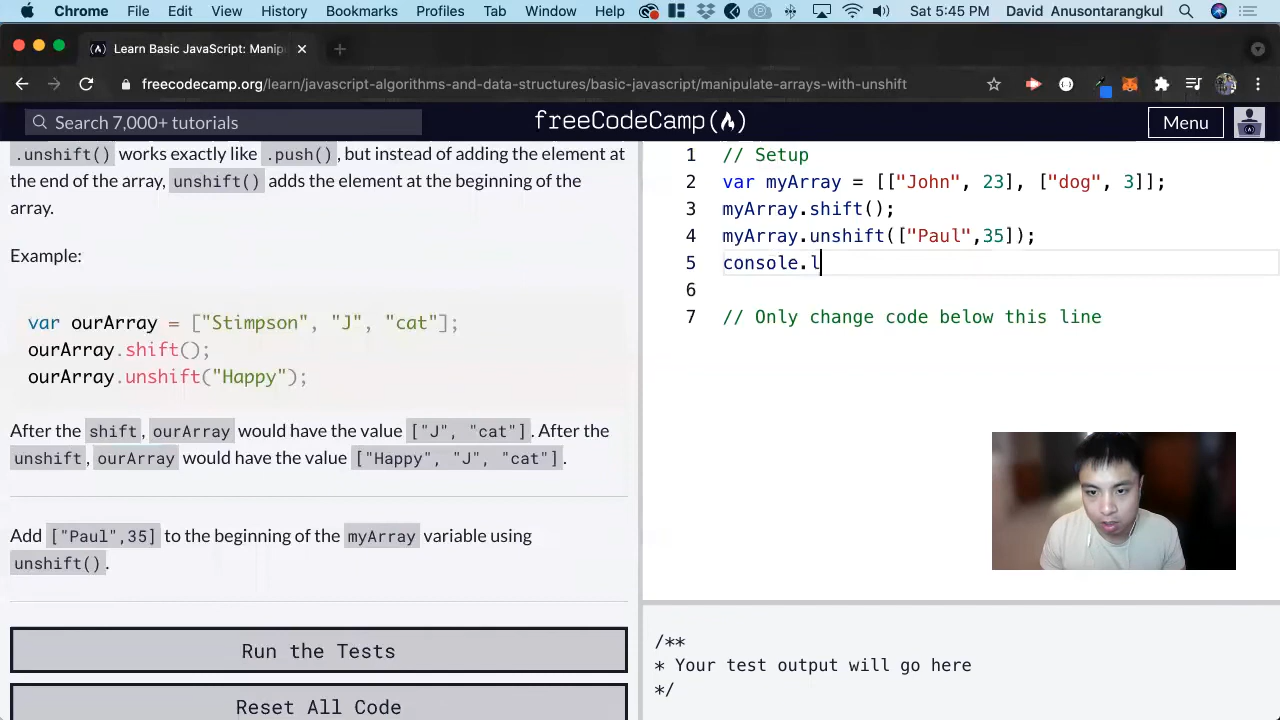 Chrome File Edit View History Bookmarks Profiles Tab Window Help Sat 5:45 PM David Anusontarangkul
Learn Basic JavaScript: Manip
freecodecamp.org/learn/javascript-algorithms-and-data-structures/basic-javascript/manipulate-arrays-with-unshift
Search 7,000+ tutorials
freeCodeCamp
Menu
.unshift() works exactly like .push(), but instead of adding the element at
the end of the array, unshift() adds the element at the beginning of the
array.
Example:
var ourArray = ["Stimpson", "J", "cat"];
ourArray.shift();
ourArray.unshift("Happy");
After the shift, ourArray would have the value ["J", "cat"]. After the
unshift, ourArray would have the value ["Happy", "J", "cat"].
Add ["Paul",35] to the beginning of the myArray variable using
unshift().
Run the Tests
Reset All Code
1 // Setup
2 var myArray = [["John", 23], ["dog", 3]];
3 myArray.shift();
4 myArray.unshift(["Paul",35]);
5 console.l
6
7 // Only change code below this line
/**
* Your test output will go here
*/